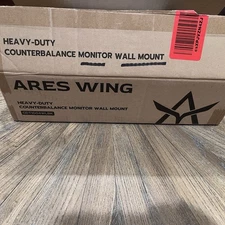 HEAVY-DUTY
COUNTERBALANCE MONITOR WALL MOUNT
ARES WING
HEAVY-DUTY
COUNTERBALANCE MONITOR WALL MOUNT